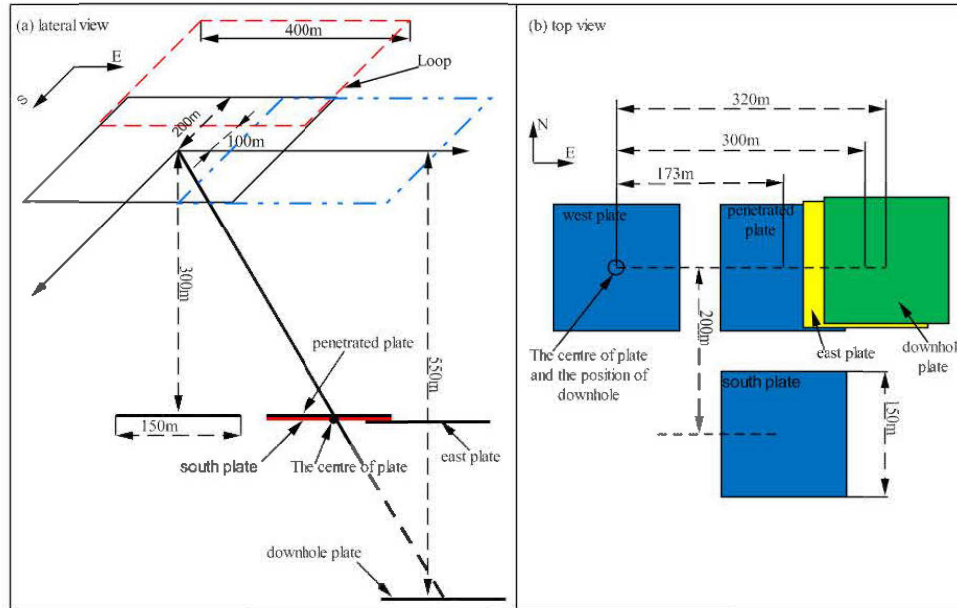 (a) lateral view
400m
E
S
Loop
200m
100m
300m
550m
penetrated plate
150m
south plate
The centre of plate
east plate
downhole plate
(b) top view
N
E
320m
300m
173m
west plate
penetrated
plate
200m
The centre of plate
and the position of
downhole
east plate
downhole
plate
south plate
150m